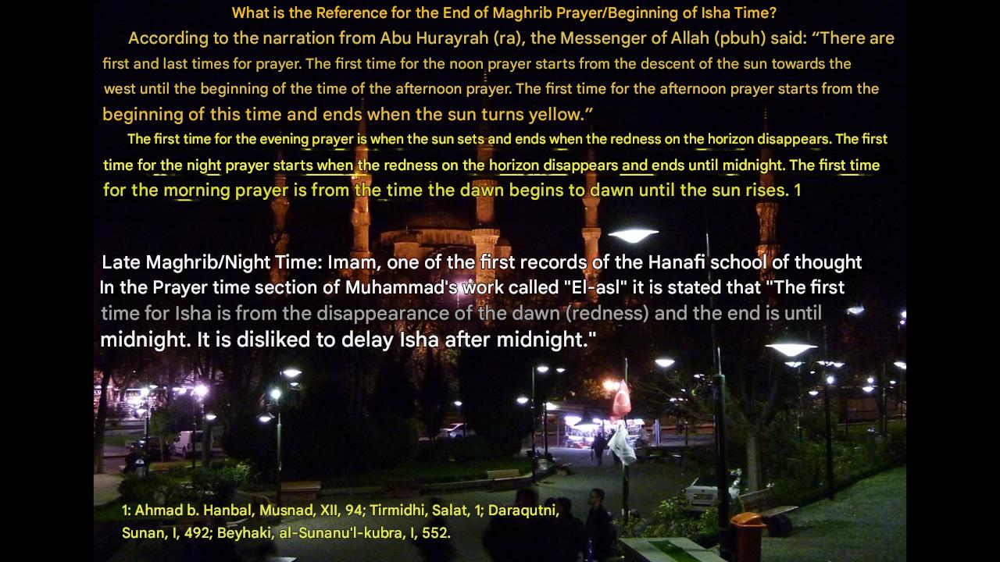 What is the Reference for the End of Maghrib Prayer/Beginning of Isha Time?
According to the narration from Abu Hurayrah (ra), the Messenger of Allah (pbuh) said: “There are
first and last times for prayer. The first time for the noon prayer starts from the descent of the sun towards the
west until the beginning of the time of the afternoon prayer. The first time for the afternoon prayer starts from the
beginning of this time and ends when the sun turns yellow.”
The first time for the evening prayer is when the sun sets and ends when the redness on the horizon disappears. The first
time for the night prayer starts when the redness on the horizon disappears and ends until midnight. The first time
for the morning prayer is from the time the dawn begins to dawn until the sun rises. 1
Late Maghrib/Night Time: Imam, one of the first records of the Hanafi school of thought
In the Prayer time section of Muhammad's work called "El-asl" it is stated that "The first
time for Isha is from the disappearance of the dawn (redness) and the end is until
midnight. It is disliked to delay Isha after midnight."
1: Ahmad b. Hanbal, Musnad, XII, 94; Tirmidhi, Salat, 1; Daraqutni,
Sunan, I, 492; Beyhaki, al-Sunanu'l-kubra, I, 552.